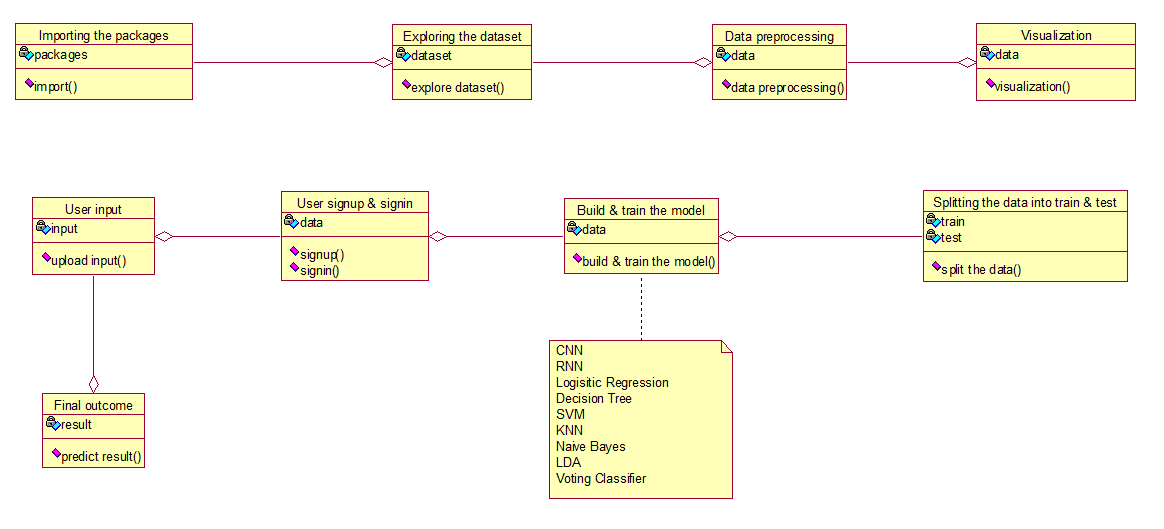 Importing the packages
packages
import()
Exploring the dataset
dataset
explore dataset()
Data preprocessing
data
data preprocessing()
Visualization
data
visualization()
User input
input
upload input()
User signup & signin
data
signup()
signin()
Build & train the model
data
build & train the model()
Splitting the data into train & test
train
test
split the data()
CNN
RNN
Logisitic Regression
Decision Tree
SVM
KNN
Naive Bayes
LDA
Voting Classifier
Final outcome
result
predict result()